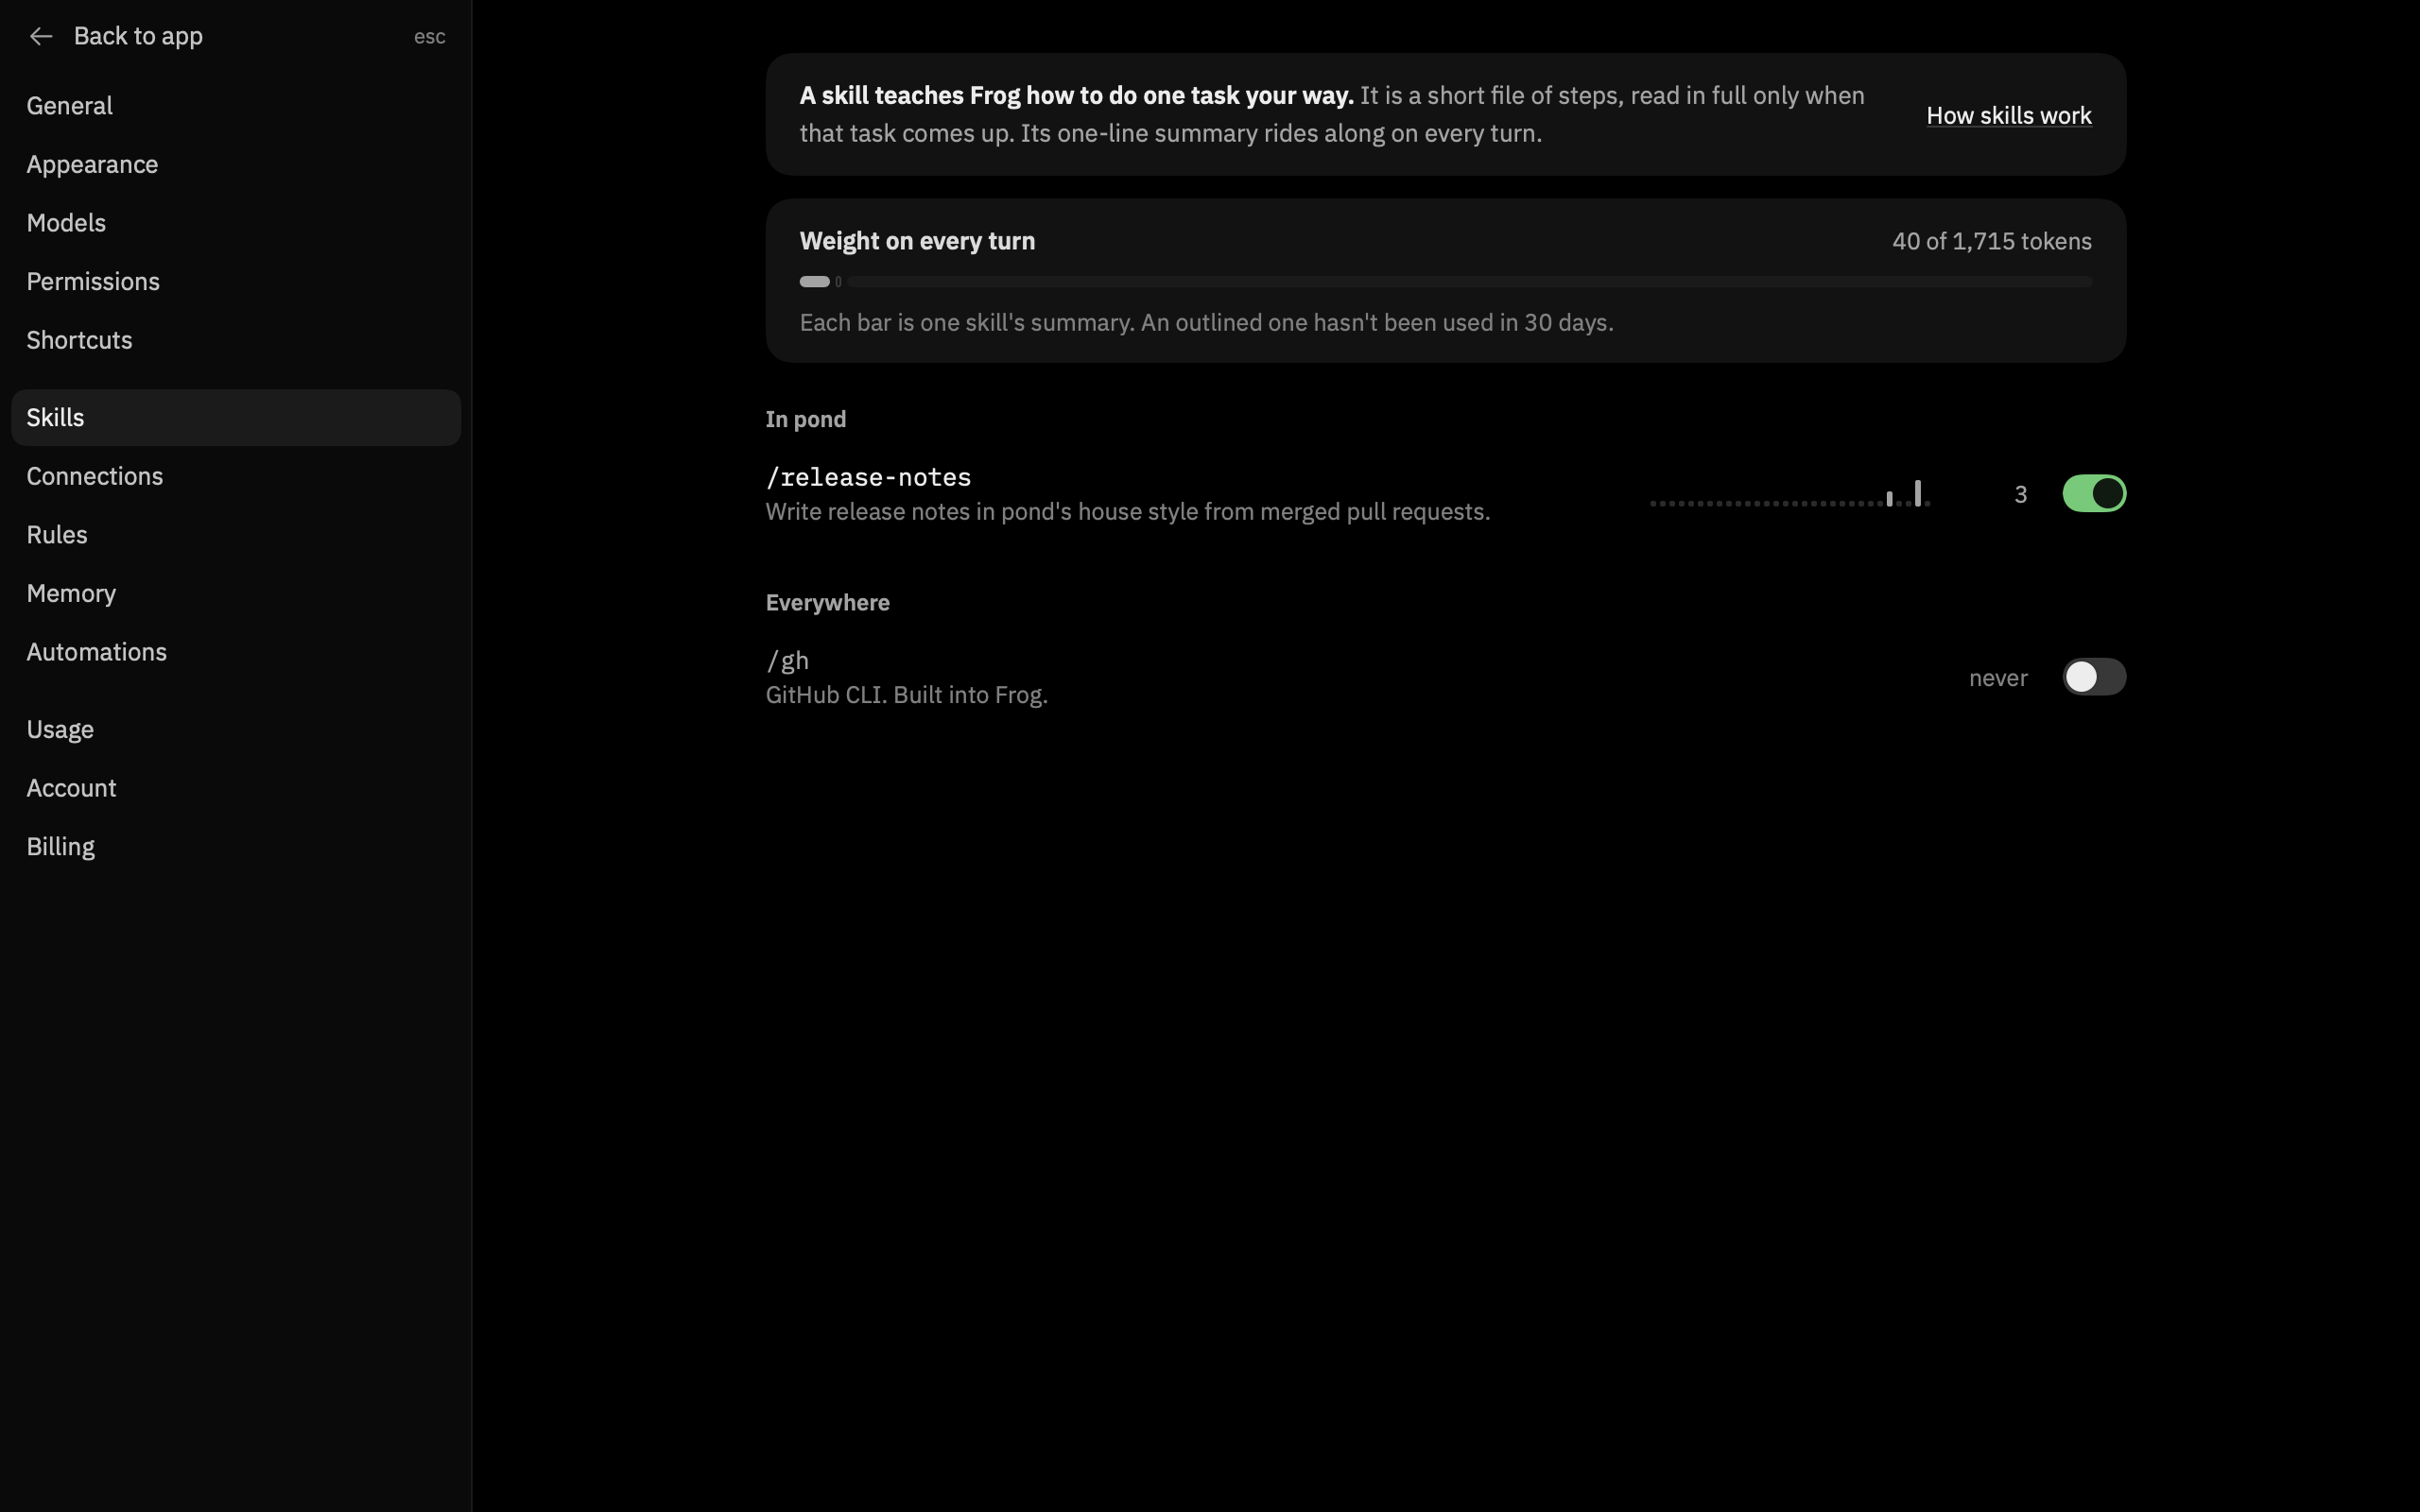 Back to app
esc
General
Appearance
Models
Permissions
Shortcuts
Skills
Connections
Rules
Memory
Automations
Usage
Account
Billing
A skill teaches Frog how to do one task your way. It is a short file of steps, read in full only when
that task comes up. Its one-line summary rides along on every turn.
How skills work
Weight on every turn
40 of 1,715 tokens
Each bar is one skill's summary. An outlined one hasn't been used in 30 days.
In pond
/release-notes
Write release notes in pond's house style from merged pull requests.
3
Everywhere
/gh
GitHub CLI. Built into Frog.
never